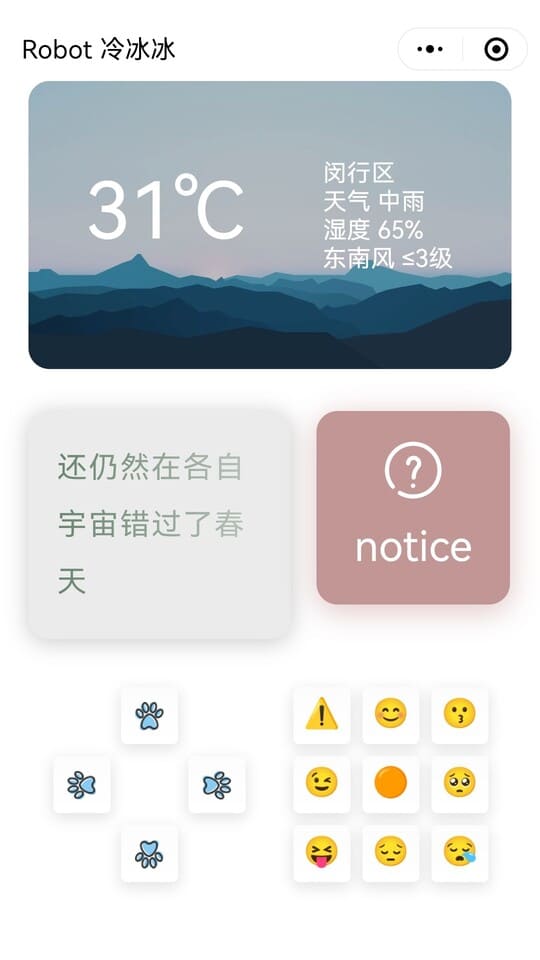 Robot 冷冰冰
31℃
闵行区
天气 中雨
湿度 65%
东南风 ≤3级
还仍然在各自
宇宙错过了春
天
?
notice